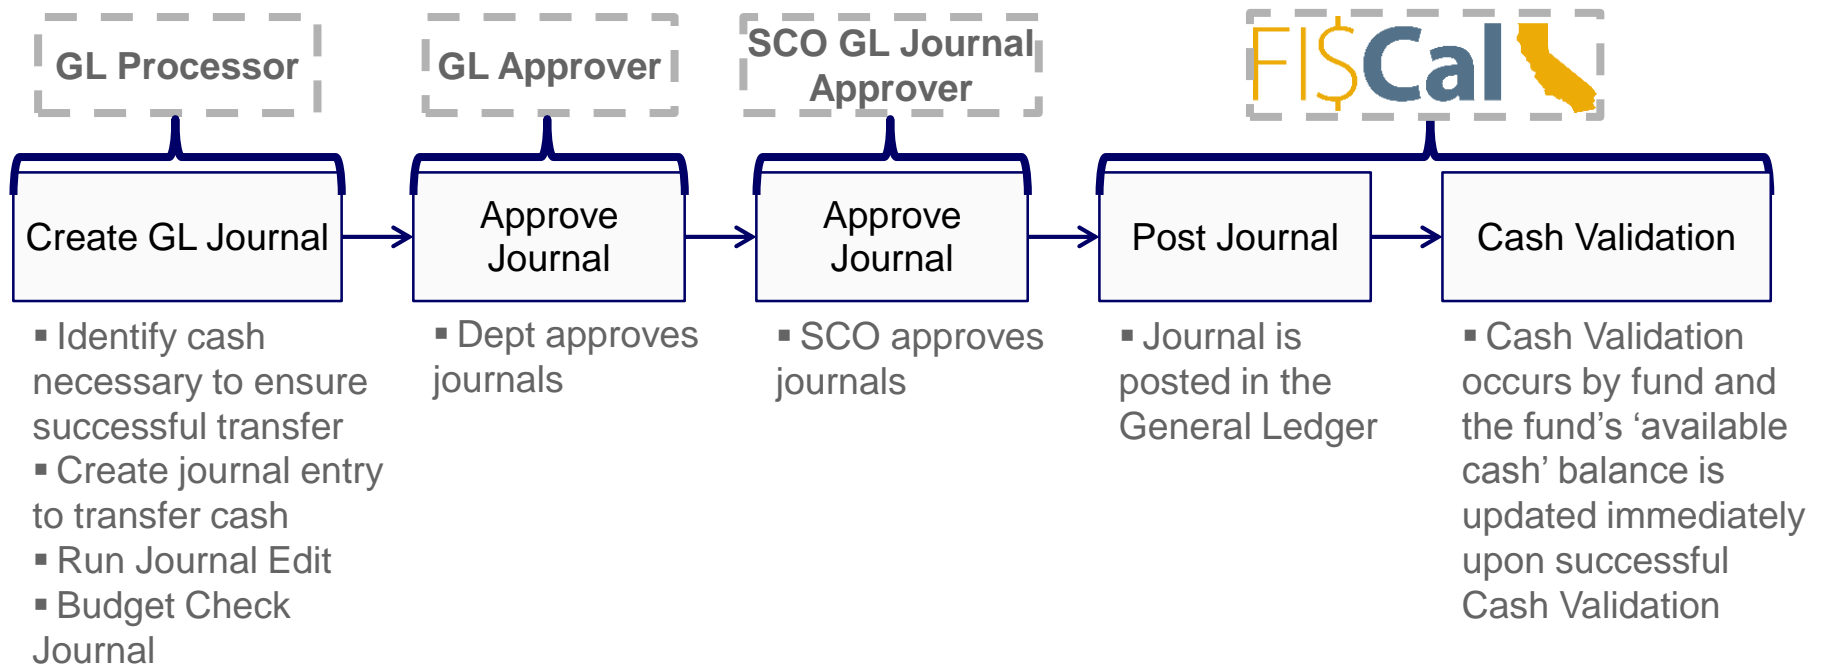 GL Processor
GL Approver
SCO GL Journal
Approver
FI$Cal
Create GL Journal
Approve
Journal
Approve
Journal
Post Journal
Cash Validation
▪ Identify cash
necessary to ensure
successful transfer
▪ Create journal entry
to transfer cash
▪ Run Journal Edit
▪ Budget Check
Journal
▪ Dept approves
journals
▪ SCO approves
journals
▪ Journal is
posted in the
General Ledger
▪ Cash Validation
occurs by fund and
the fund’s ‘available
cash’ balance is
updated immediately
upon successful
Cash Validation